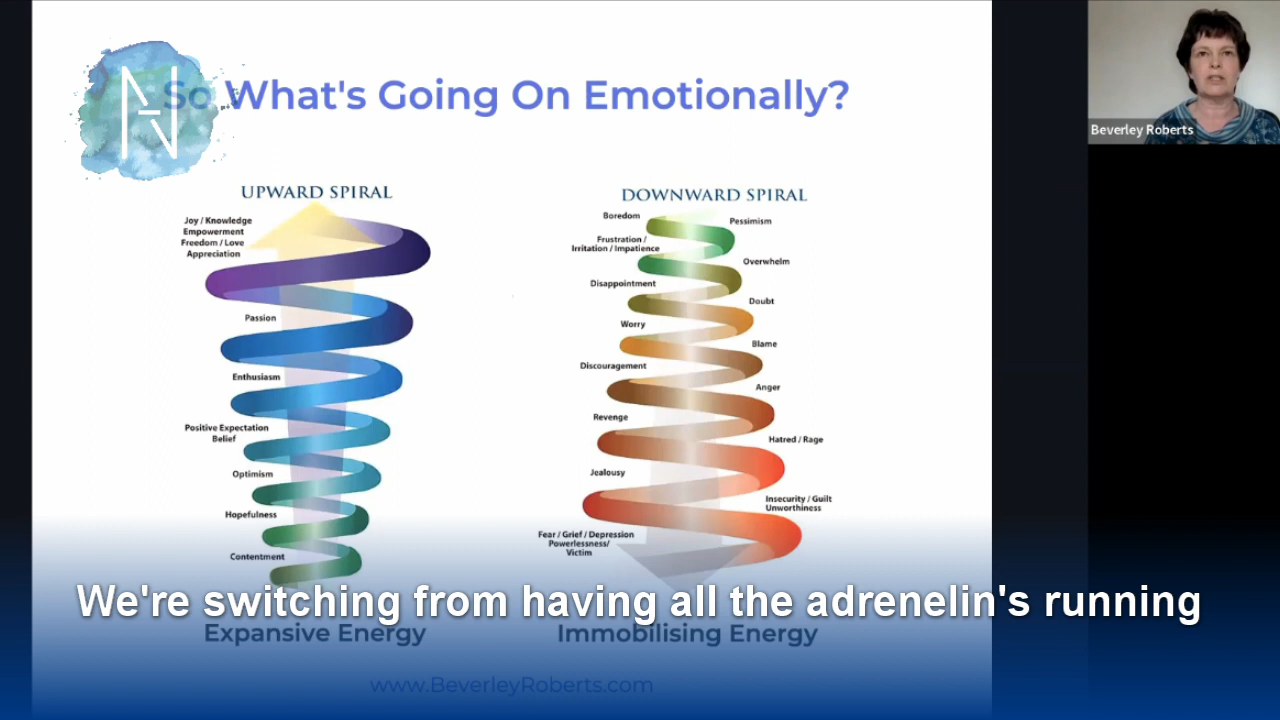 So What's Going On Emotionally?
N
Beverley Roberts
UPWARD SPIRAL
Joy / Knowledge
Empowerment
Freedom / Love
Appreciation
Passion
Enthusiasm
Positive Expectation
Belief
Optimism
Hopefulness
Contentment
Expansive Energy
DOWNWARD SPIRAL
Boredom
Pessimism
Frustration /
Irritation / Impatience
Overwhelm
Disappointment
Doubt
Worry
Blame
Discouragement
Anger
Revenge
Hatred / Rage
Jealousy
Insecurity / Guilt
Unworthiness
Fear / Grief / Depression
Powerlessness/
Victim
Immobilising Energy
We're switching from having all the adrenelin's running
www.BeverleyRoberts.com